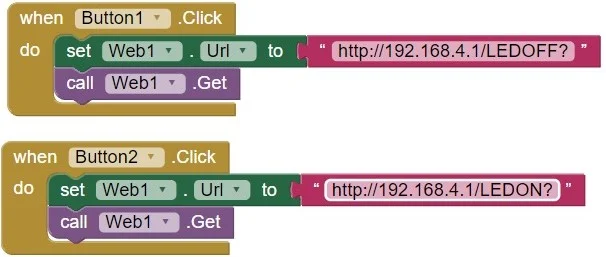 when Button1 .Click
do set Web1 . Url to “ http://192.168.4.1/LEDOFF? ”
call Web1 .Get
when Button2 .Click
do set Web1 . Url to “ http://192.168.4.1/LEDON? ”
call Web1 .Get